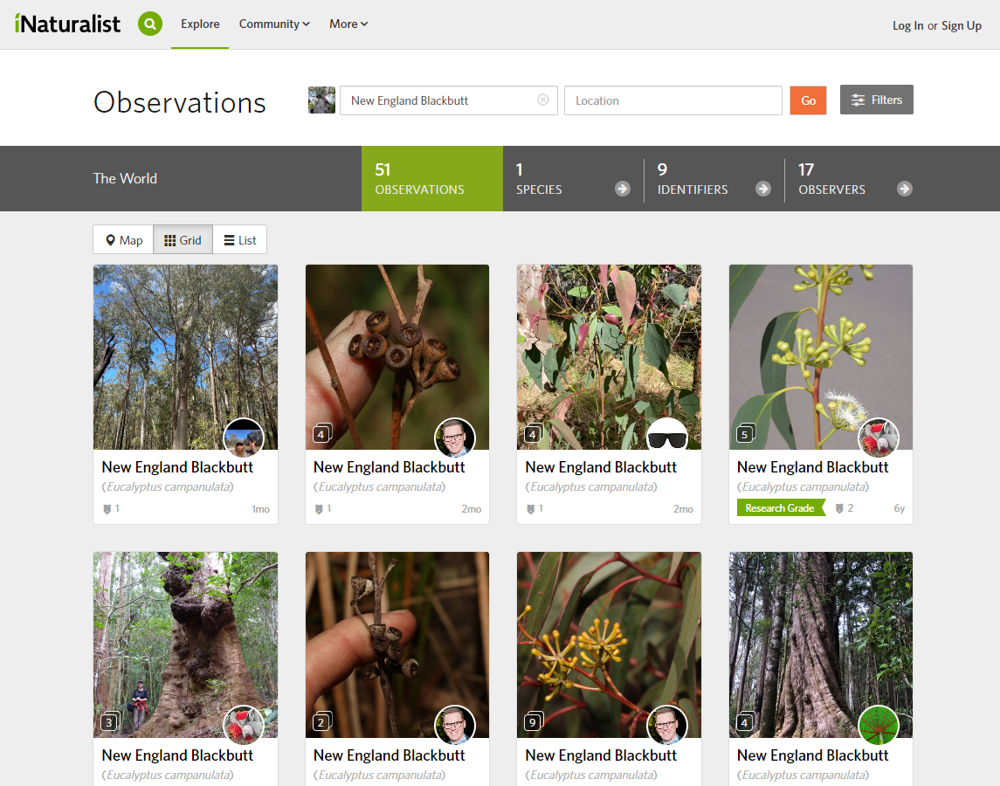 iNaturalist Explore Community More Log In or Sign Up
Observations New England Blackbutt Location Go Filters
The World
51
OBSERVATIONS
1
SPECIES
9
IDENTIFIERS
17
OBSERVERS
Map Grid List
4
4
5
New England Blackbutt
(Eucalyptus campanulata)
1 1mo
New England Blackbutt
(Eucalyptus campanulata)
1 2mo
New England Blackbutt
(Eucalyptus campanulata)
1 2mo
New England Blackbutt
(Eucalyptus campanulata)
Research Grade 2 6y
3
2
9
4
New England Blackbutt
(Eucalyptus campanulata)
New England Blackbutt
(Eucalyptus campanulata)
New England Blackbutt
(Eucalyptus campanulata)
New England Blackbutt
(Eucalyptus campanulata)